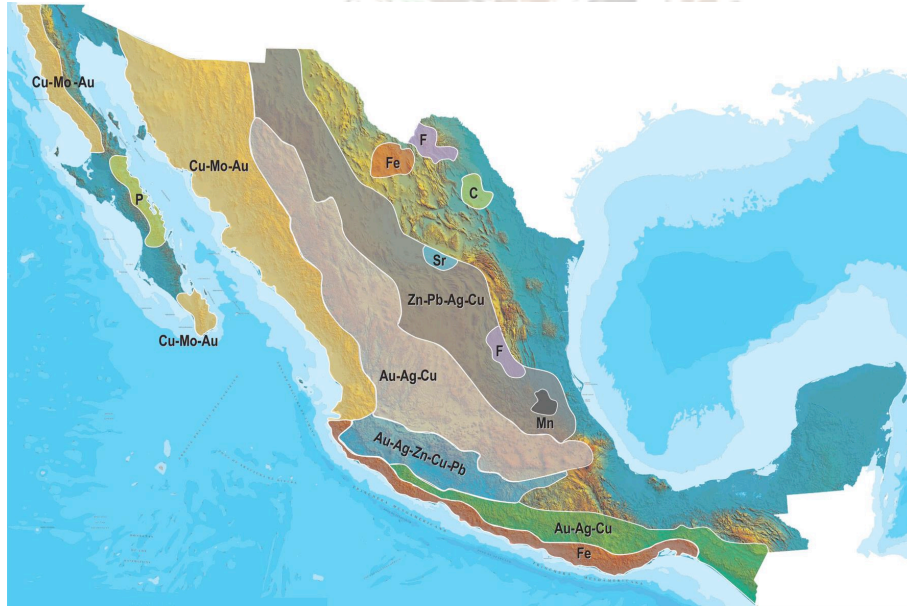 Cu-Mo-Au
F
Cu-Mo-Au
Fe
P
C
Sr
Zn-Pb-Ag-Cu
Cu-Mo-Au
F
Au-Ag-Cu
Mn
Au-Ag-Zn-Cu-Pb
Au-Ag-Cu
Fe